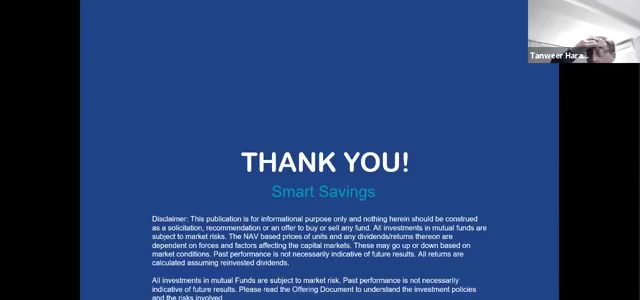 Tanweer Hara...
THANK YOU!
Smart Savings
Disclaimer: This publication is for informational purpose only and nothing herein should be construed
as a solicitation, recommendation or an offer to buy or sell any fund. All investments in mutual funds are
subject to market risks. The NAV based prices of units and any dividends/returns thereon are
dependent on forces and factors affecting the capital markets. These may go up or down based on
market conditions. Past performance is not necessarily indicative of future results. All returns are
calculated assuming reinvested dividends.
All investments in mutual Funds are subject to market risk. Past performance is not necessarily
indicative of future results. Please read the Offering Document to understand the investment policies
and the risks involved